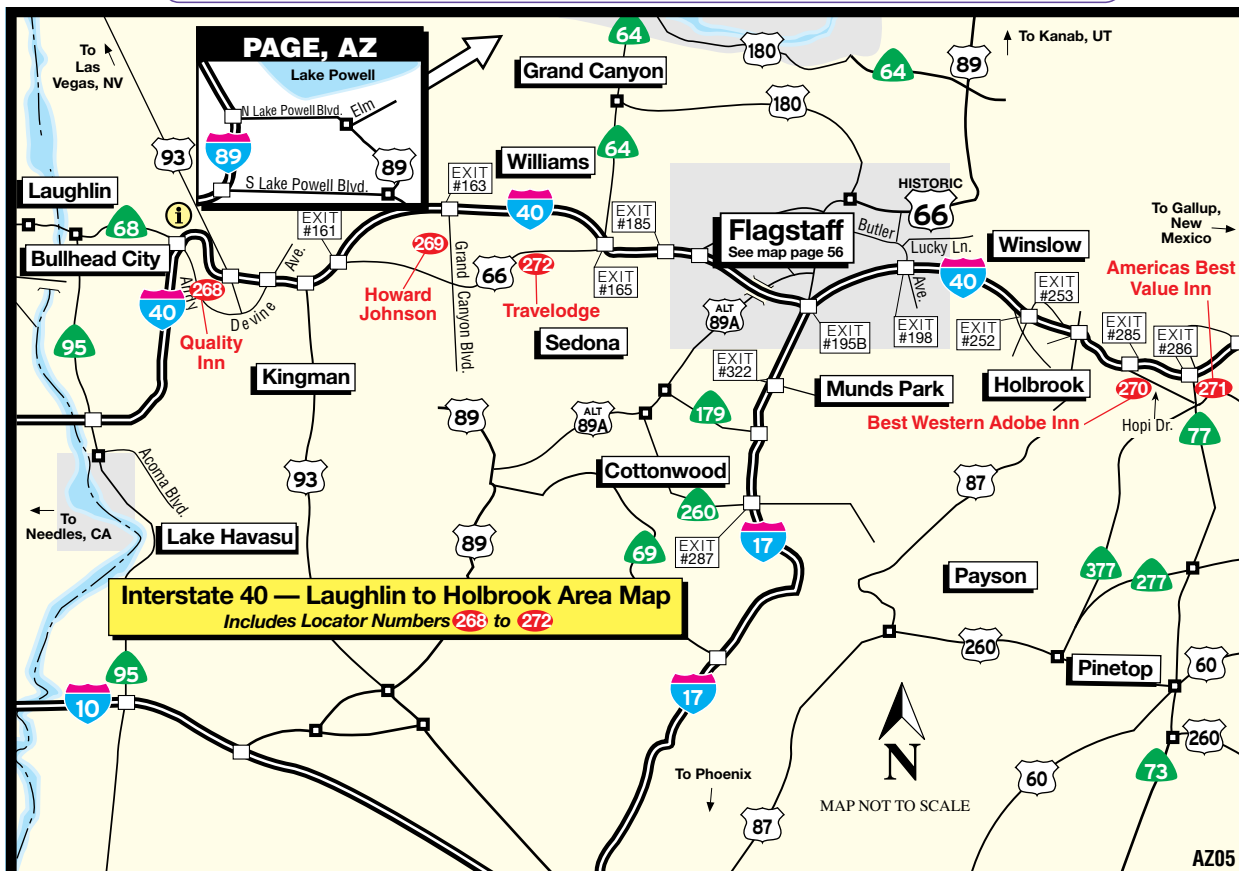 PAGE, AZ
Lake Powell
N Lake Powell Blvd.
Elm
89
89
S Lake Powell Blvd.
To
Las
Vegas, NV
93
64
Grand Canyon
180
64
89
To Kanab, UT
180
64
Williams
EXIT
#163
40
EXIT
#185
HISTORIC
66
Flagstaff
See map page 56
Butler
Ave.
Lucky Ln.
Winslow
To Gallup,
New
Mexico
Laughlin
68
i
Bullhead City
EXIT
#161
Ave.
Andy
Devine
268
Quality
Inn
40
269
Howard
Johnson
Grand Canyon Blvd.
66
272
Travelodge
EXIT
#165
Sedona
ALT
89A
EXIT
#195B
EXIT
#198
40
EXIT
#252
EXIT
#253
EXIT
#285
EXIT
#286
Americas Best
Value Inn
95
Kingman
EXIT
#322
Munds Park
Holbrook
270
271
Best Western Adobe Inn
Hopi Dr.
77
89
ALT
89A
179
Acoma Blvd.
93
Cottonwood
87
To
Needles, CA
Lake Havasu
89
260
69
EXIT
#287
17
Payson
377
277
Interstate 40 — Laughlin to Holbrook Area Map
Includes Locator Numbers 268 to 272
260
Pinetop
60
95
10
17
N
MAP NOT TO SCALE
260
73
60
To Phoenix
87
AZ05